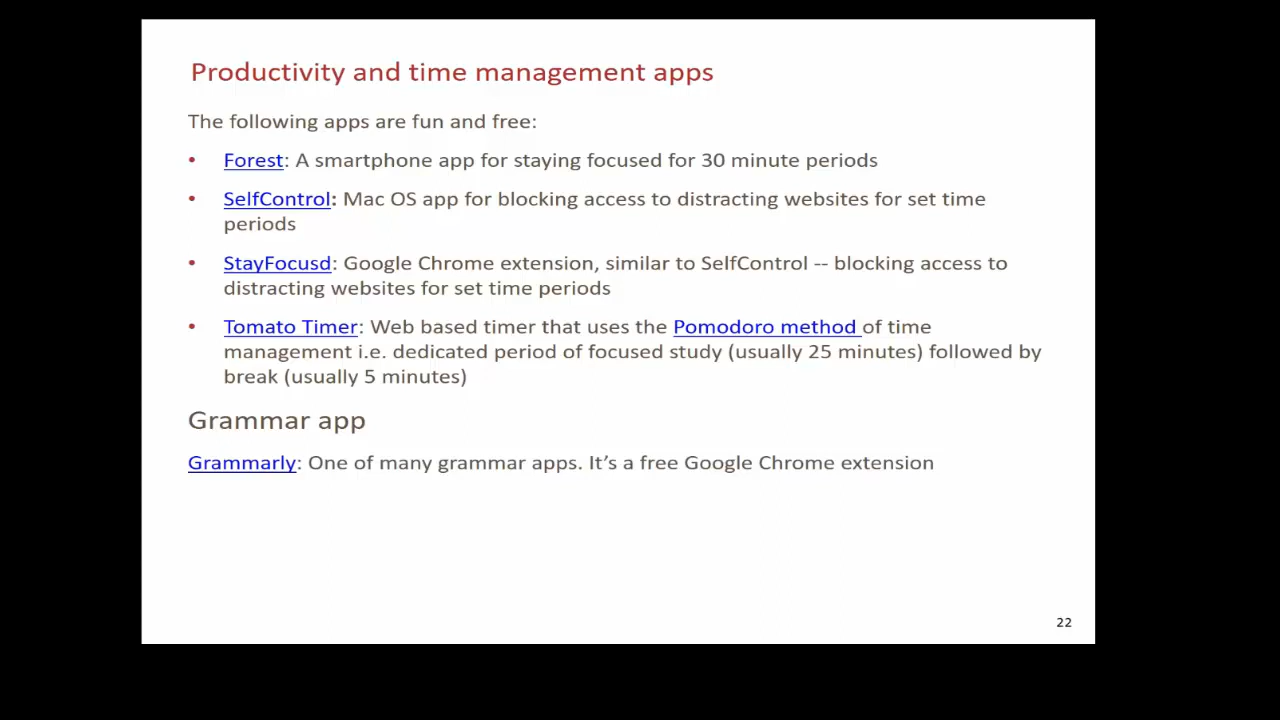 Productivity and time management apps
The following apps are fun and free:
• Forest: A smartphone app for staying focused for 30 minute periods
• SelfControl: Mac OS app for blocking access to distracting websites for set time
periods
• StayFocusd: Google Chrome extension, similar to SelfControl -- blocking access to
distracting websites for set time periods
• Tomato Timer: Web based timer that uses the Pomodoro method of time
management i.e. dedicated period of focused study (usually 25 minutes) followed by
break (usually 5 minutes)
Grammar app
Grammarly: One of many grammar apps. It’s a free Google Chrome extension
22